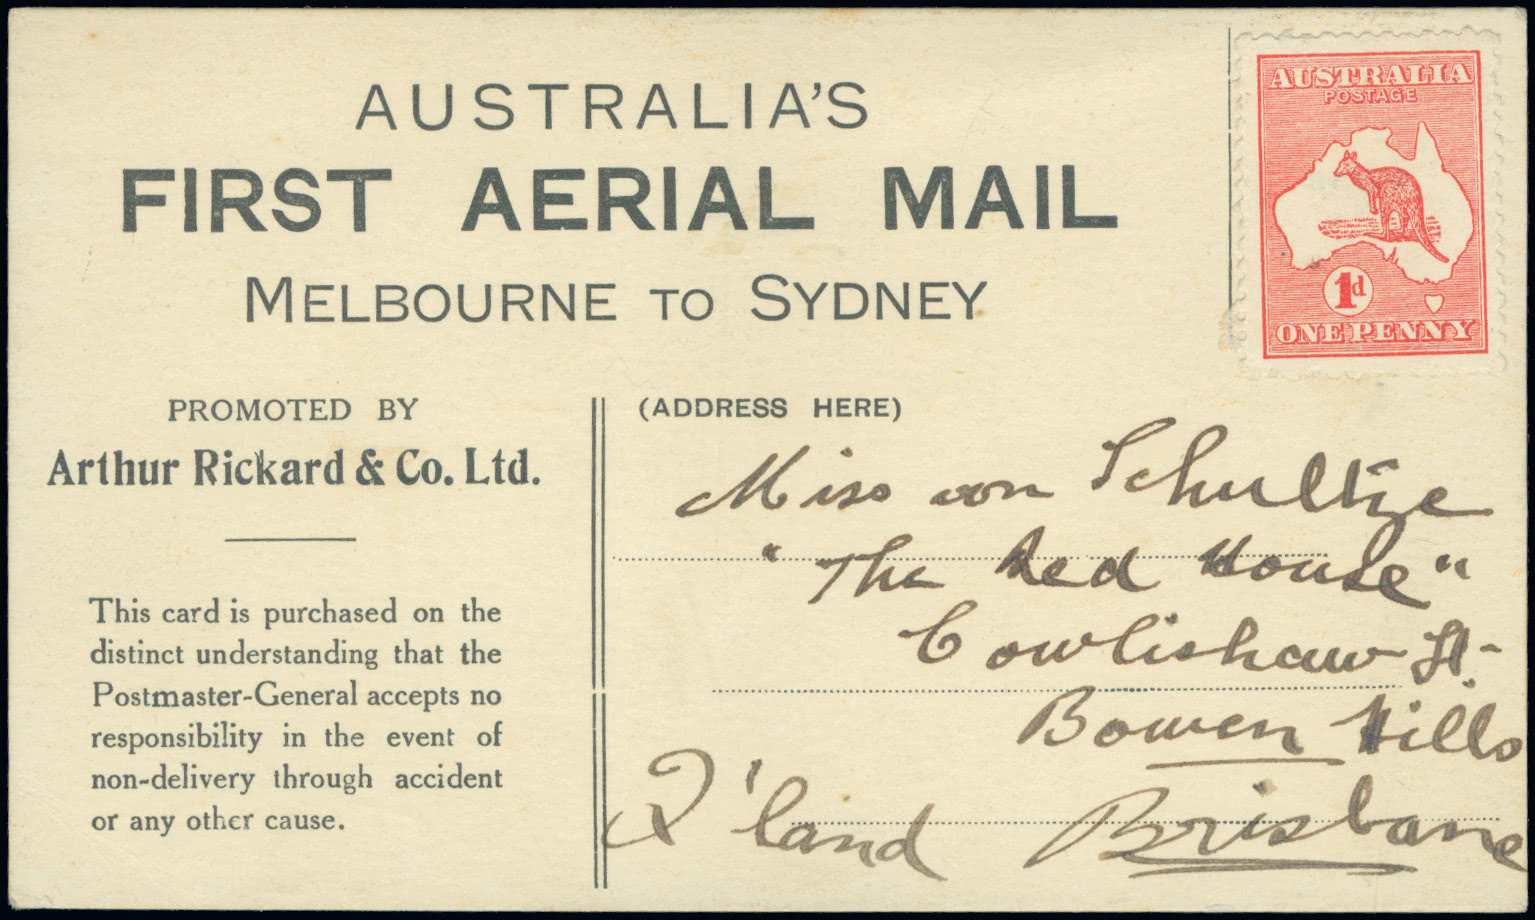 AUSTRALIA'S
FIRST AERIAL MAIL
MELBOURNE TO SYDNEY
AUSTRALIA
POSTAGE
1d
ONE PENNY
PROMOTED BY
Arthur Rickard & Co. Ltd.
This card is purchased on the
distinct understanding that the
Postmaster-General accepts no
responsibility in the event of
non-delivery through accident
or any other cause.
(ADDRESS HERE)
Miss von Schultze
"The Red House"
Cowlishaw St.
Bowen Hills
Brisbane
Q'land